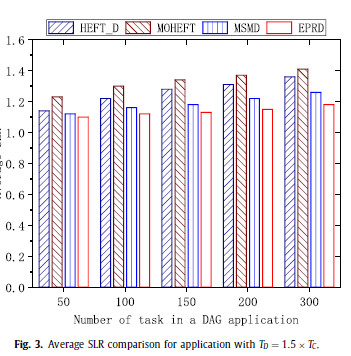 HEFT_D MOHEFT MSMD EPRD
1.6
1.4
1.2
1.0
0.8
0.6
0.4
0.2
0.0
50 100 150 200 300
Number of task in a DAG application
Fig. 3. Average SLR comparison for application with T_D = 1.5 × T_C.